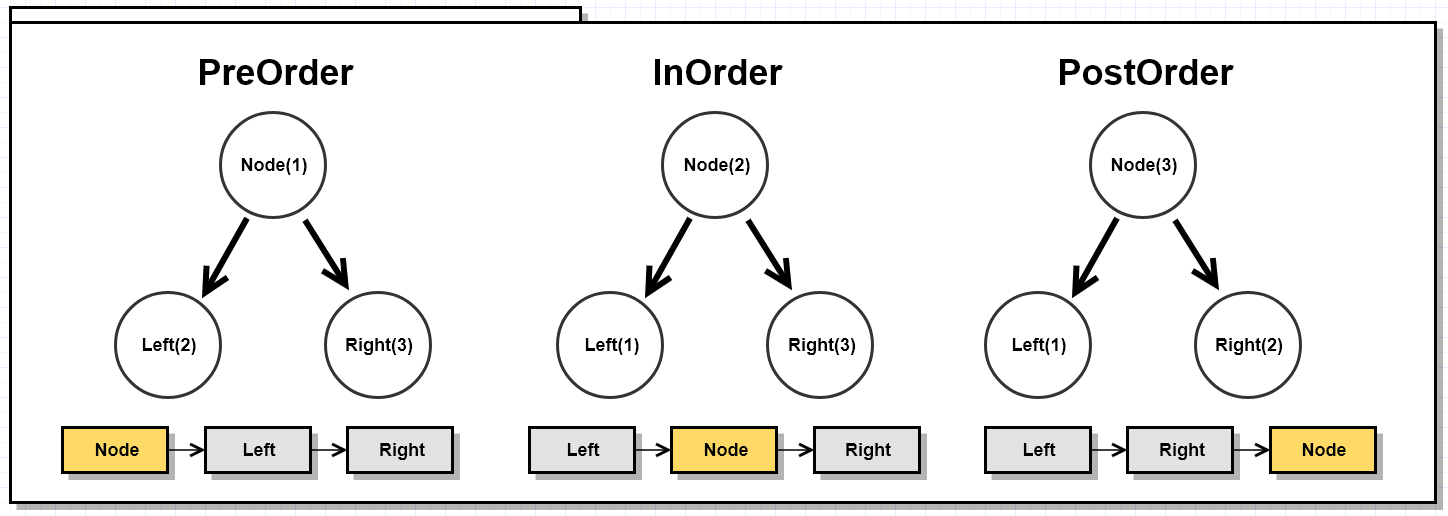 PreOrder
Node(1)
Left(2)
Right(3)
Node
Left
Right
InOrder
Node(2)
Left(1)
Right(3)
Left
Node
Right
PostOrder
Node(3)
Left(1)
Right(2)
Left
Right
Node